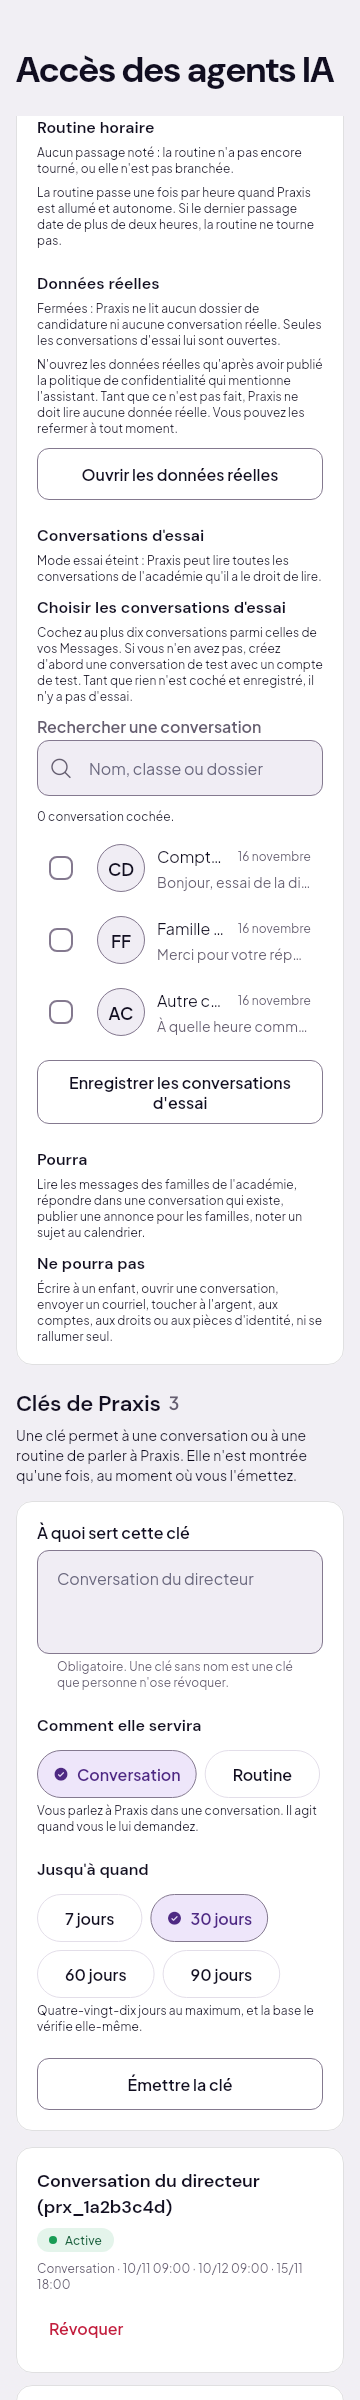 Accès des agents IA
Routine horaire
Aucun passage noté : la routine n'a pas encore
tourné, ou elle n'est pas branchée.
La routine passe une fois par heure quand Praxis
est allumé et autonome. Si le dernier passage
date de plus de deux heures, la routine ne tourne
pas.
Données réelles
Fermées : Praxis ne lit aucun dossier de
candidature ni aucune conversation réelle. Seules
les conversations d'essai lui sont ouvertes.
N'ouvrez les données réelles qu'après avoir publié
la politique de confidentialité qui mentionne
l'assistant. Tant que ce n'est pas fait, Praxis ne
doit lire aucune donnée réelle. Vous pouvez les
refermer à tout moment.
Ouvrir les données réelles
Conversations d'essai
Mode essai éteint : Praxis peut lire toutes les
conversations de l'académie qu'il a le droit de lire.
Choisir les conversations d'essai
Cochez au plus dix conversations parmi celles de
vos Messages. Si vous n'en avez pas, créez
d'abord une conversation de test avec un compte
de test. Tant que rien n'est coché et enregistré, il
n'y a pas d'essai.
Rechercher une conversation
Nom, classe ou dossier
0 conversation cochée.
CD
Compt... 16 novembre
Bonjour, essai de la di...
FF
Famille ... 16 novembre
Merci pour votre rép...
AC
Autre c... 16 novembre
À quelle heure comm...
Enregistrer les conversations
d'essai
Pourra
Lire les messages des familles de l'académie,
répondre dans une conversation qui existe,
publier une annonce pour les familles, noter un
sujet au calendrier.
Ne pourra pas
Écrire à un enfant, ouvrir une conversation,
envoyer un courriel, toucher à l'argent, aux
comptes, aux droits ou aux pièces d'identité, ni se
rallumer seul.
Clés de Praxis 3
Une clé permet à une conversation ou à une
routine de parler à Praxis. Elle n'est montrée
qu'une fois, au moment où vous l'émettez.
À quoi sert cette clé
Conversation du directeur
Obligatoire. Une clé sans nom est une clé
que personne n'ose révoquer.
Comment elle servira
Conversation Routine
Vous parlez à Praxis dans une conversation. Il agit
quand vous le lui demandez.
Jusqu'à quand
7 jours 30 jours
60 jours 90 jours
Quatre-vingt-dix jours au maximum, et la base le
vérifie elle-même.
Émettre la clé
Conversation du directeur
(prx_1a2b3c4d)
Active
Conversation · 10/11 09:00 · 10/12 09:00 · 15/11
18:00
Révoquer